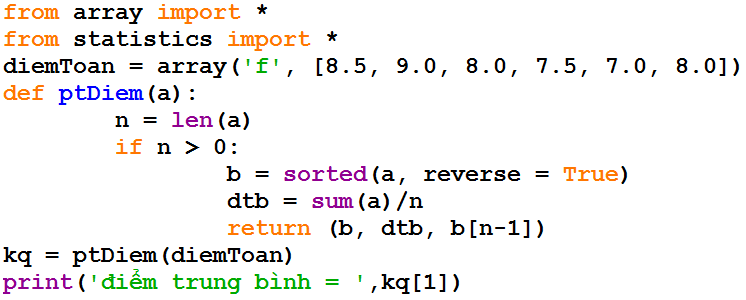 from array import *
from statistics import *
diemToan = array('f', [8.5, 9.0, 8.0, 7.5, 7.0, 8.0])
def ptDiem(a):
        n = len(a)
        if n > 0:
                b = sorted(a, reverse = True)
                dtb = sum(a)/n
                return (b, dtb, b[n-1])
kq = ptDiem(diemToan)
print('điểm trung bình = ',kq[1])